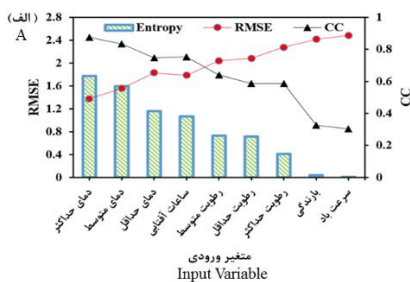 (الف)
A
Entropy RMSE CC
RMSE
2.8
2.4
2
1.6
1.2
0.8
0.4
0
CC
1
0.8
0.6
0.4
0.2
0
دمای حداکثر
دمای متوسط
دمای حداقل
ساعات آفتابی
رطوبت متوسط
رطوبت حداقل
رطوبت حداکثر
بارندگی
سرعت باد
متغیر ورودی
Input Variable